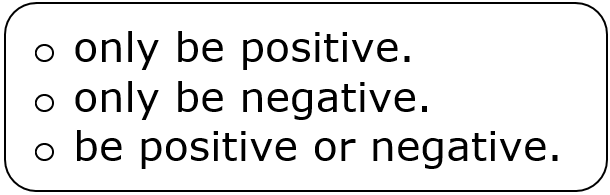 only be positive.
only be negative.
be positive or negative.